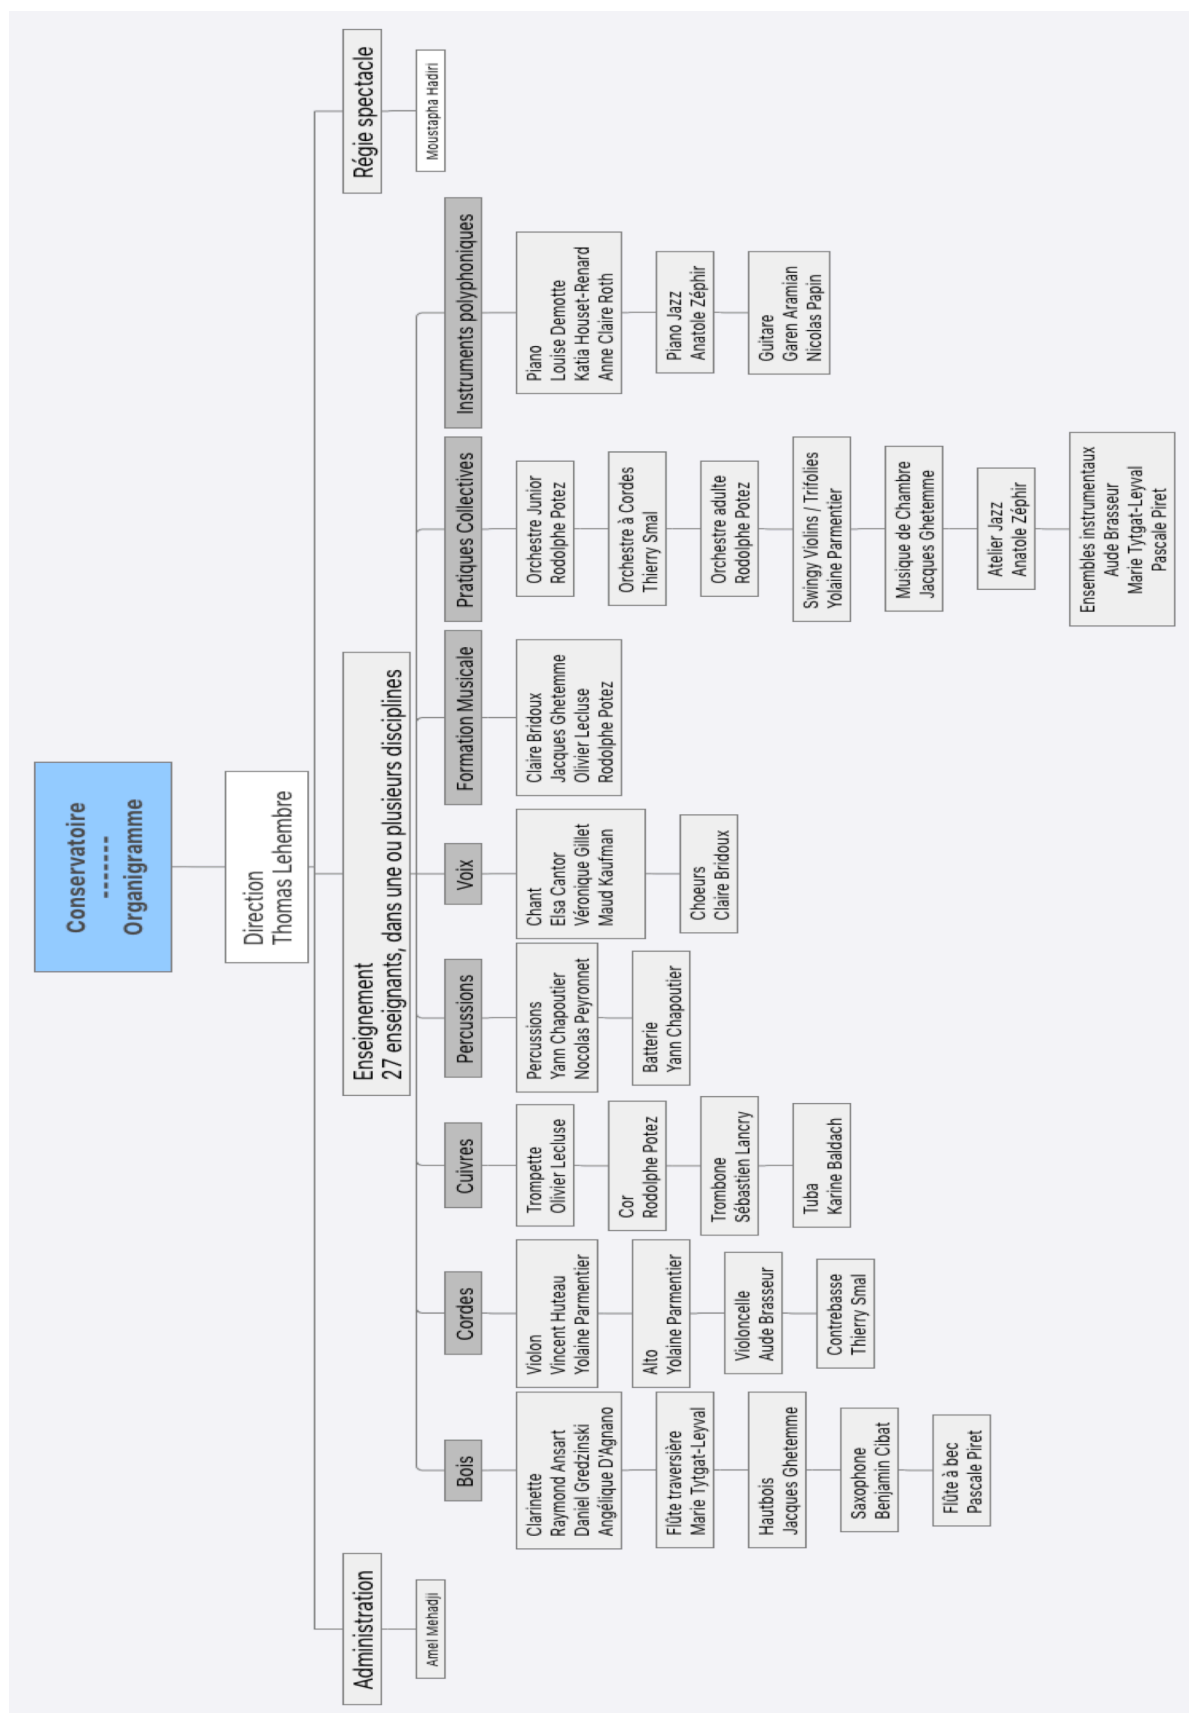 Conservatoire
-------
Organigramme
Direction
Thomas Lehembre
Administration
Amel Mehadji
Enseignement
27 enseignants, dans une ou plusieurs disciplines
Régie spectacle
Moustapha Hadiri
Bois
Clarinette
Raymond Ansart
Daniel Gredzinski
Angélique D'Agnano
Flûte traversière
Marie Tytgat-Leyval
Hautbois
Jacques Ghetemme
Saxophone
Benjamin Cibat
Flûte à bec
Pascale Piret
Cordes
Violon
Vincent Huteau
Yolaine Parmentier
Alto
Yolaine Parmentier
Violoncelle
Aude Brasseur
Contrebasse
Thierry Smal
Cuivres
Trompette
Olivier Lecluse
Cor
Rodolphe Potez
Trombone
Sébastien Lancry
Tuba
Karine Baldach
Percussions
Percussions
Yann Chapoutier
Nocolas Peyronnet
Batterie
Yann Chapoutier
Voix
Chant
Elsa Cantor
Véronique Gillet
Maud Kaufman
Choeurs
Claire Bridoux
Formation Musicale
Claire Bridoux
Jacques Ghetemme
Olivier Lecluse
Rodolphe Potez
Pratiques Collectives
Orchestre Junior
Rodolphe Potez
Orchestre à Cordes
Thierry Smal
Orchestre adulte
Rodolphe Potez
Swingy Violins / Trifolies
Yolaine Parmentier
Musique de Chambre
Jacques Ghetemme
Atelier Jazz
Anatole Zéphir
Ensembles instrumentaux
Aude Brasseur
Marie Tytgat-Leyval
Pascale Piret
Instruments polyphoniques
Piano
Louise Demotte
Katia Houset-Renard
Anne Claire Roth
Piano Jazz
Anatole Zéphir
Guitare
Garen Aramian
Nicolas Papin